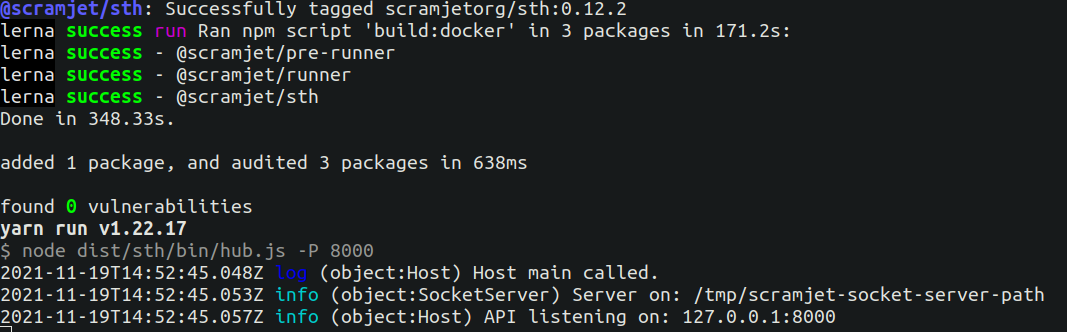 @scramjet/sth: Successfully tagged scramjetorg/sth:0.12.2
lerna success run Ran npm script 'build:docker' in 3 packages in 171.2s:
lerna success - @scramjet/pre-runner
lerna success - @scramjet/runner
lerna success - @scramjet/sth
Done in 348.33s.
added 1 package, and audited 3 packages in 638ms
found 0 vulnerabilities
yarn run v1.22.17
$ node dist/sth/bin/hub.js -P 8000
2021-11-19T14:52:45.048Z log (object:Host) Host main called.
2021-11-19T14:52:45.053Z info (object:SocketServer) Server on: /tmp/scramjet-socket-server-path
2021-11-19T14:52:45.057Z info (object:Host) API listening on: 127.0.0.1:8000